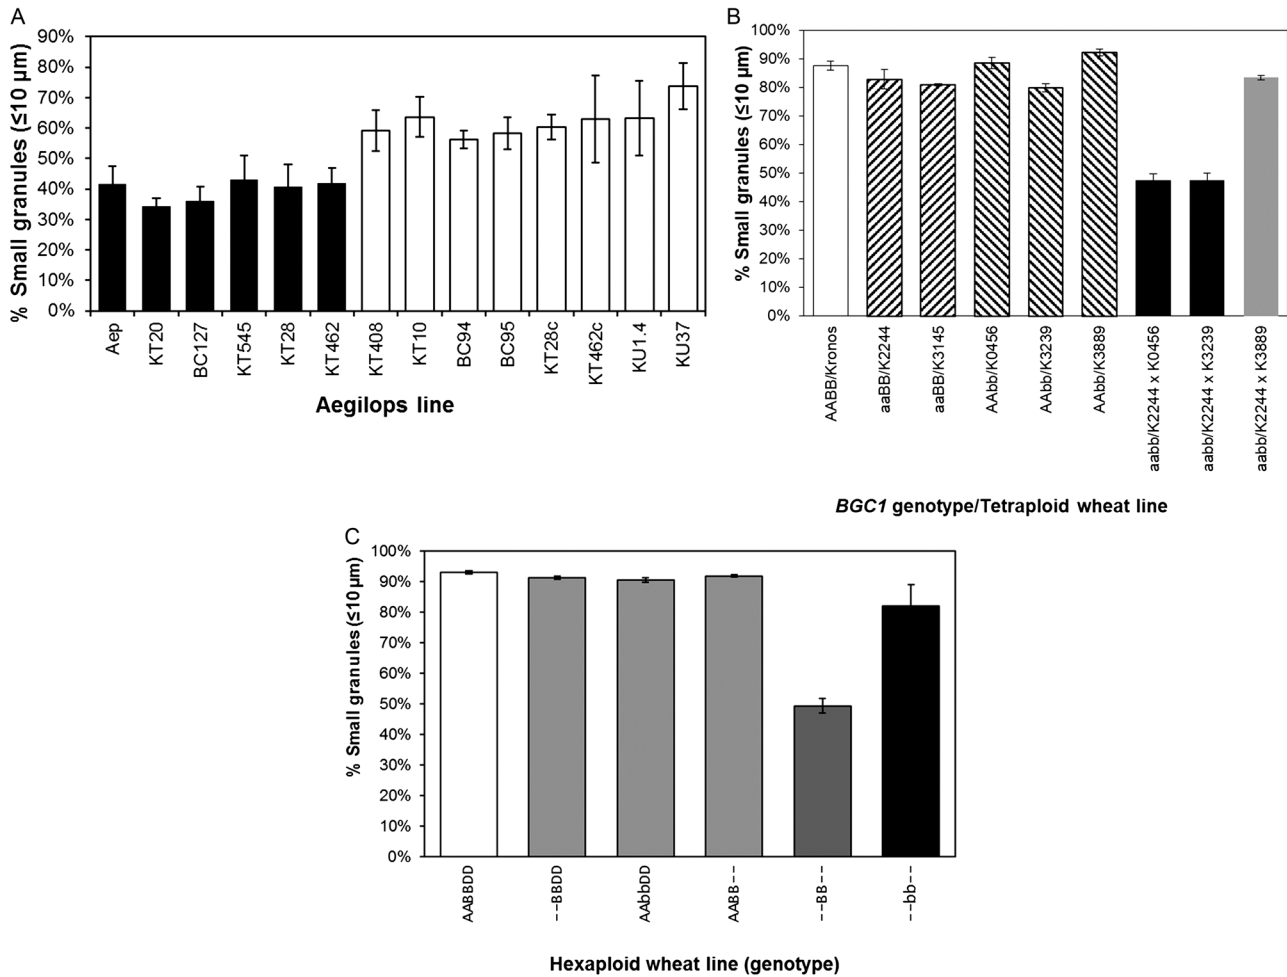 A
% Small granules (≤10 µm)
90%
80%
70%
60%
50%
40%
30%
20%
10%
0%
Aep
KT20
BC127
KT545
KT28
KT462
KT408
KT10
BC94
BC95
KT28c
KT462c
KU1.4
KU37
Aegilops line
B
% Small granules (≤10 µm)
100%
90%
80%
70%
60%
50%
40%
30%
20%
10%
0%
AABB/Kronos
aaBB/K2244
aaBB/K3145
AAbb/K0456
AAbb/K3239
AAbb/K3889
aabb/K2244 x K0456
aabb/K2244 x K3239
aabb/K2244 x K3889
BGC1 genotype/Tetraploid wheat line
C
% Small granules (≤10 µm)
100%
90%
80%
70%
60%
50%
40%
30%
20%
10%
0%
AABBDD
––BBDD
AAbbDD
AABB––
––BB––
––bb––
Hexaploid wheat line (genotype)